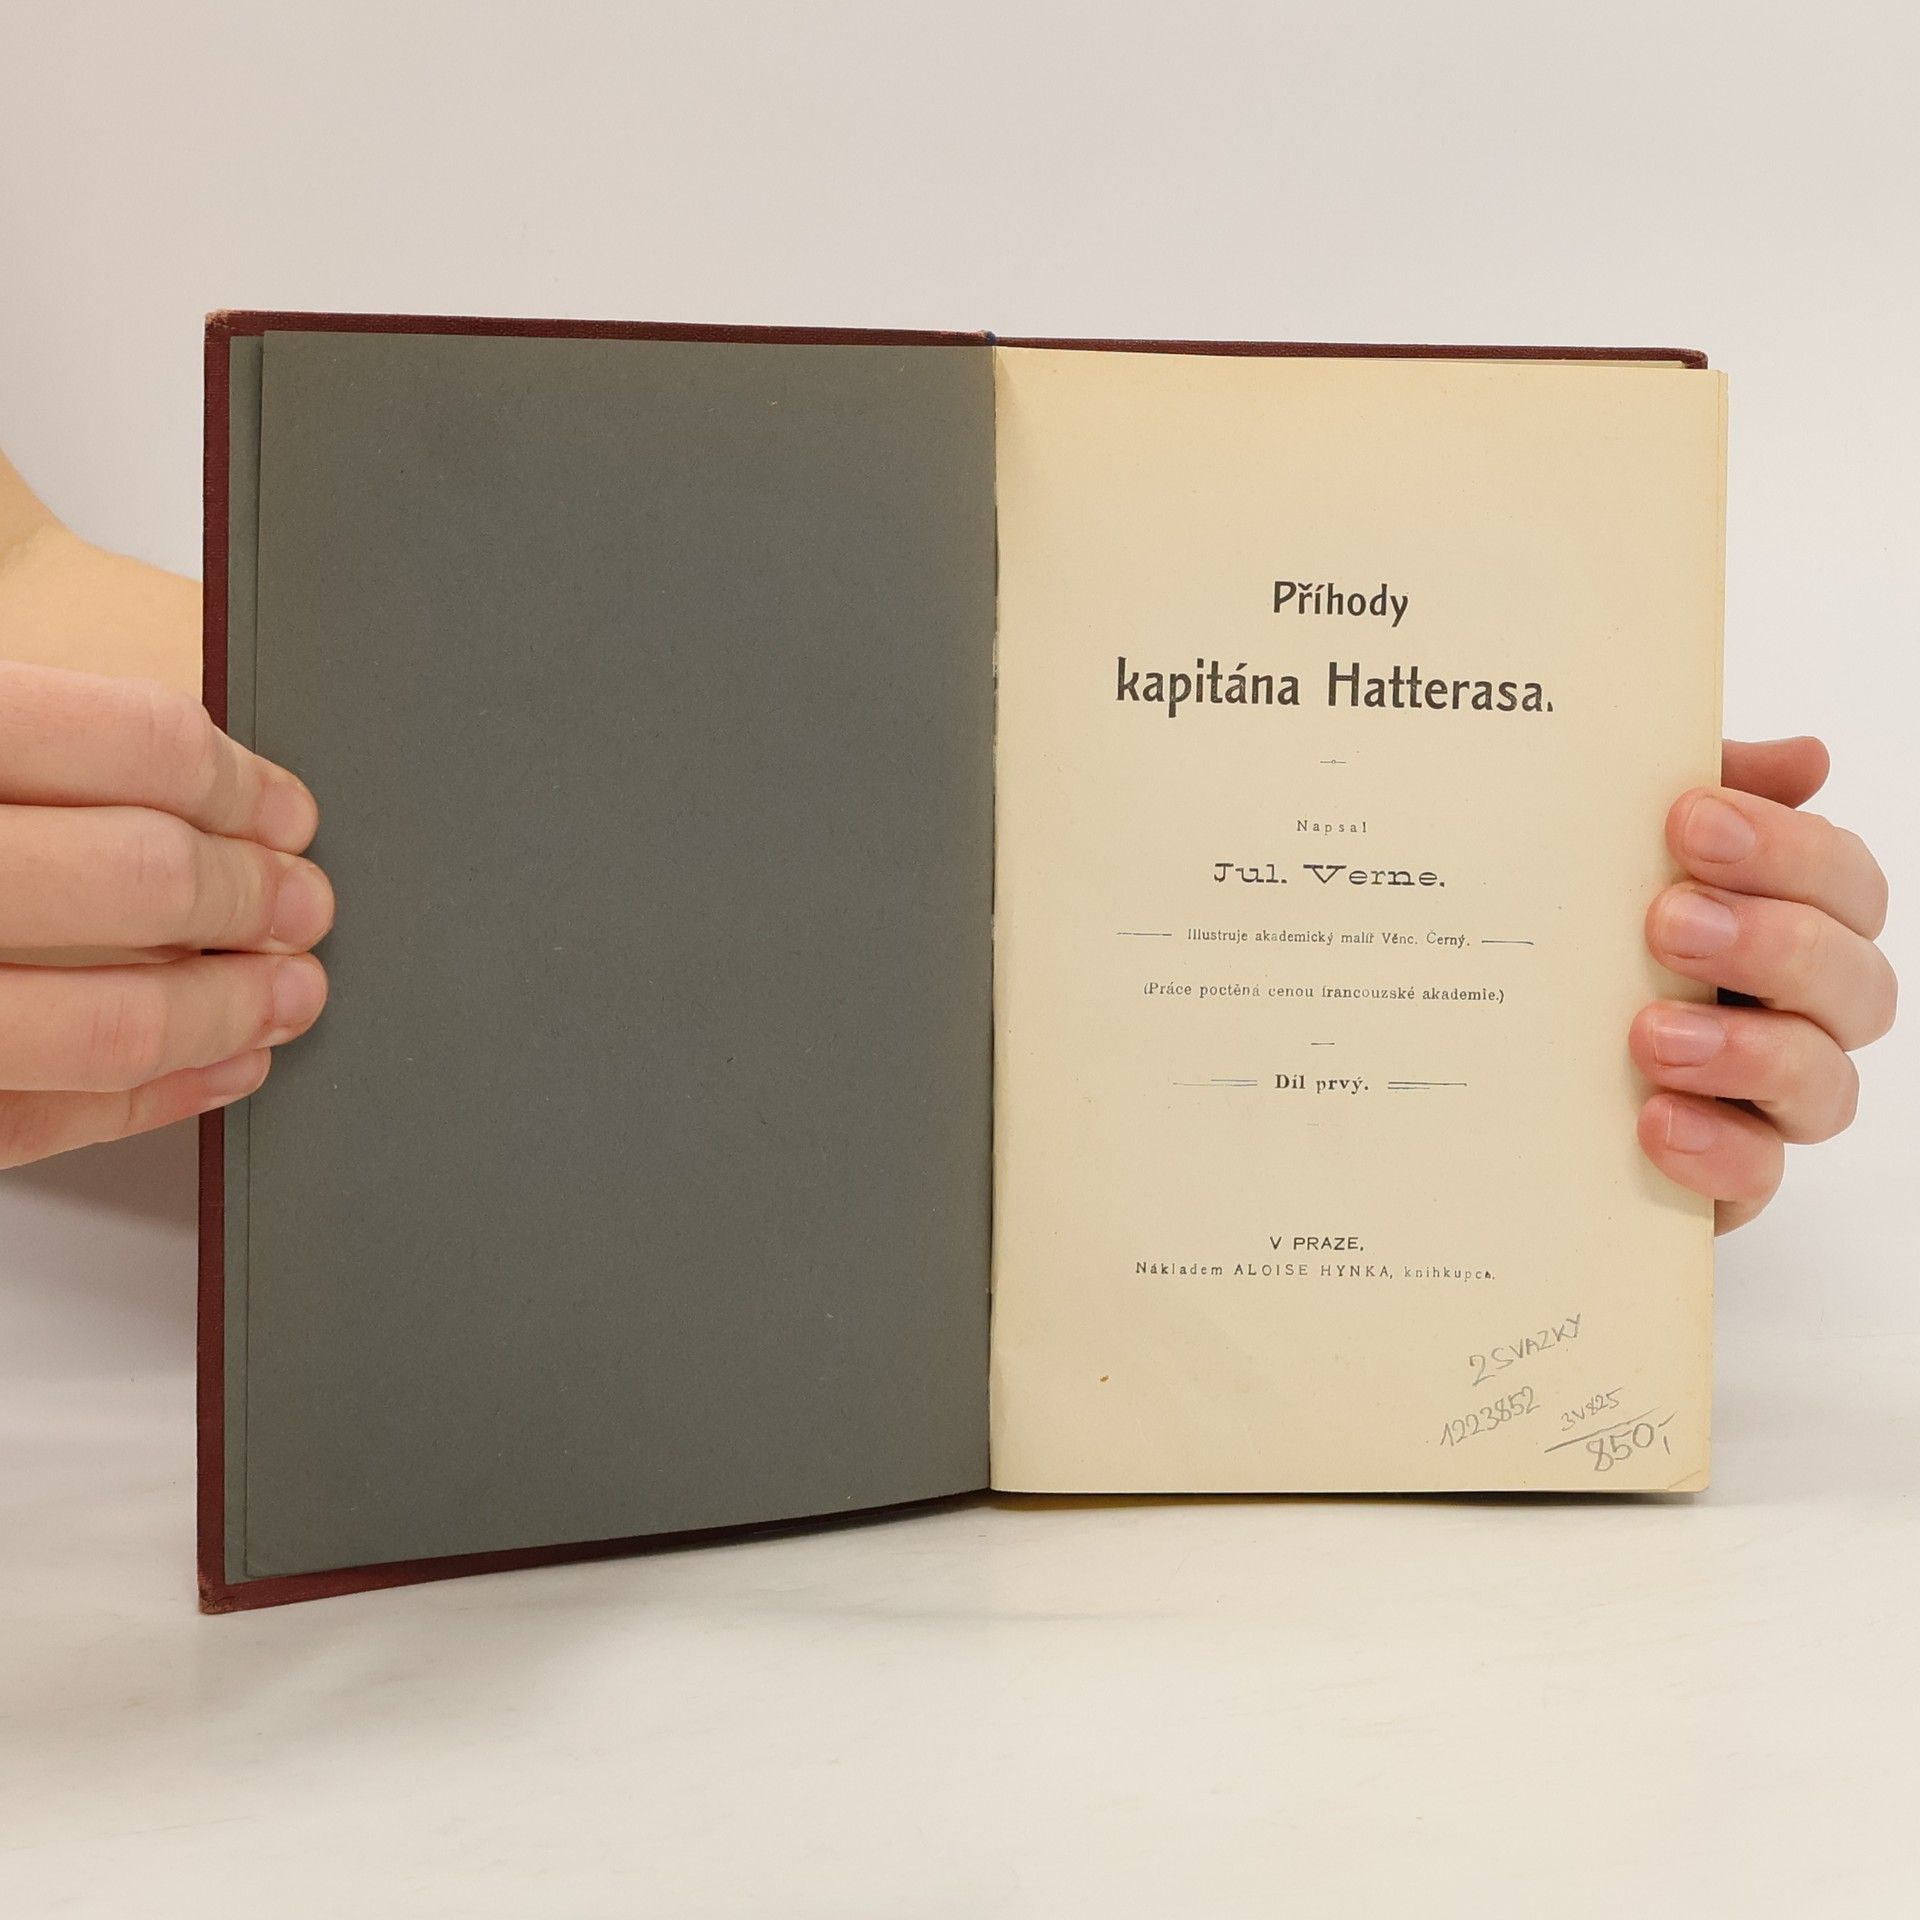 Příhody
kapitána Hatterasa.
Napsal
Jul. Verne.
Illustruje akademický malíř Věnc. Černý.
(Práce poctěná cenou francouzské akademie.)
Díl prvý.
V PRAZE,
Nákladem ALOISE HYNKA, knihkupce.
2 SVAZKY
1223852
3V825
850,-